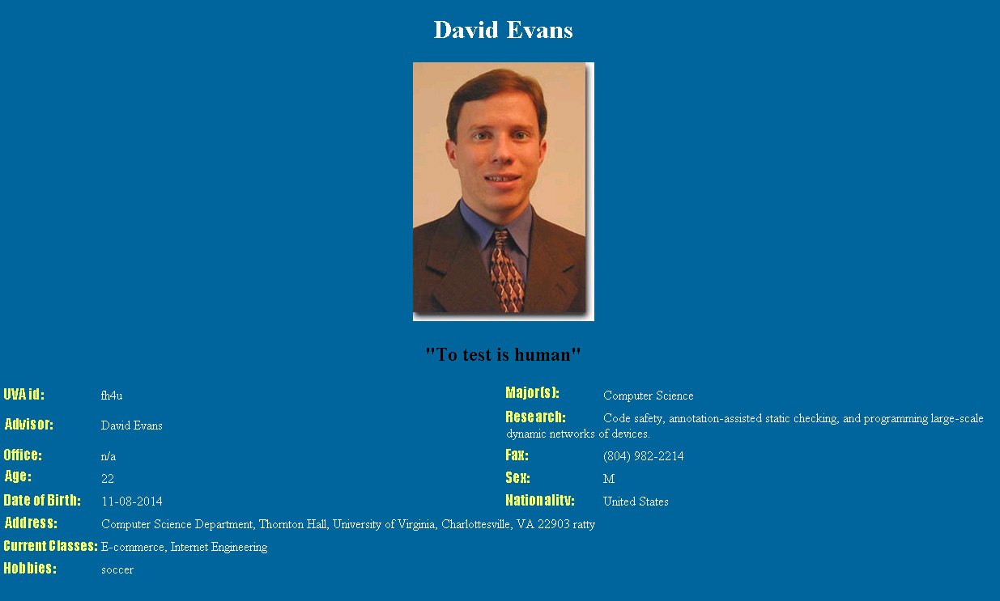 David Evans
"To test is human"
UVA id: fh4u Major(s): Computer Science
Advisor: David Evans Research: Code safety, annotation-assisted static checking, and programming large-scale
dynamic networks of devices.
Office: n/a Fax: (804) 982-2214
Age: 22 Sex: M
Date of Birth: 11-08-2014 Nationality: United States
Address: Computer Science Department, Thornton Hall, University of Virginia, Charlottesville, VA 22903 ratty
Current Classes: E-commerce, Internet Engineering
Hobbies: soccer